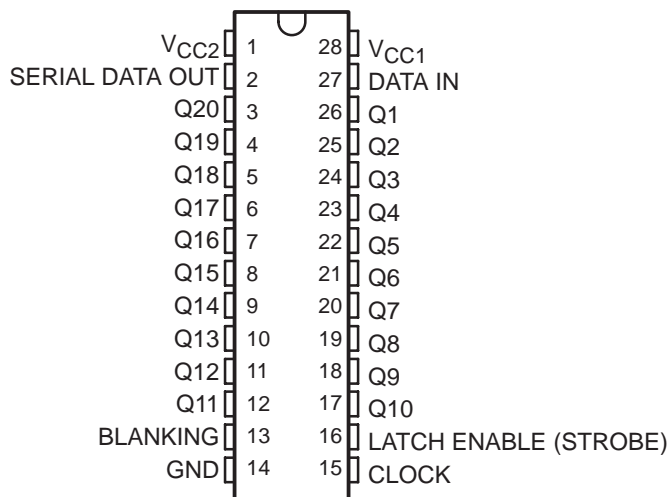 VCC2 1 28 VCC1
SERIAL DATA OUT 2 27 DATA IN
Q20 3 26 Q1
Q19 4 25 Q2
Q18 5 24 Q3
Q17 6 23 Q4
Q16 7 22 Q5
Q15 8 21 Q6
Q14 9 20 Q7
Q13 10 19 Q8
Q12 11 18 Q9
Q11 12 17 Q10
BLANKING 13 16 LATCH ENABLE (STROBE)
GND 14 15 CLOCK